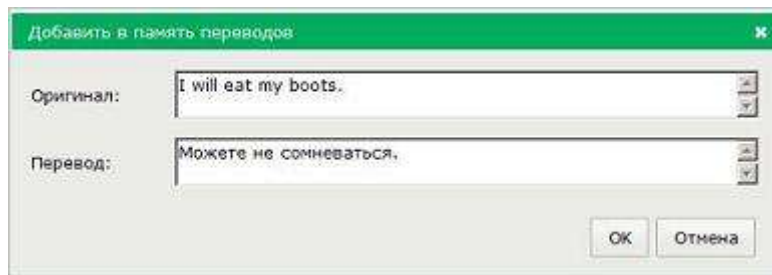 Добавить в память переводов
Оригинал:
I will eat my boots.
Перевод:
Можете не сомневаться.
OK
Отмена